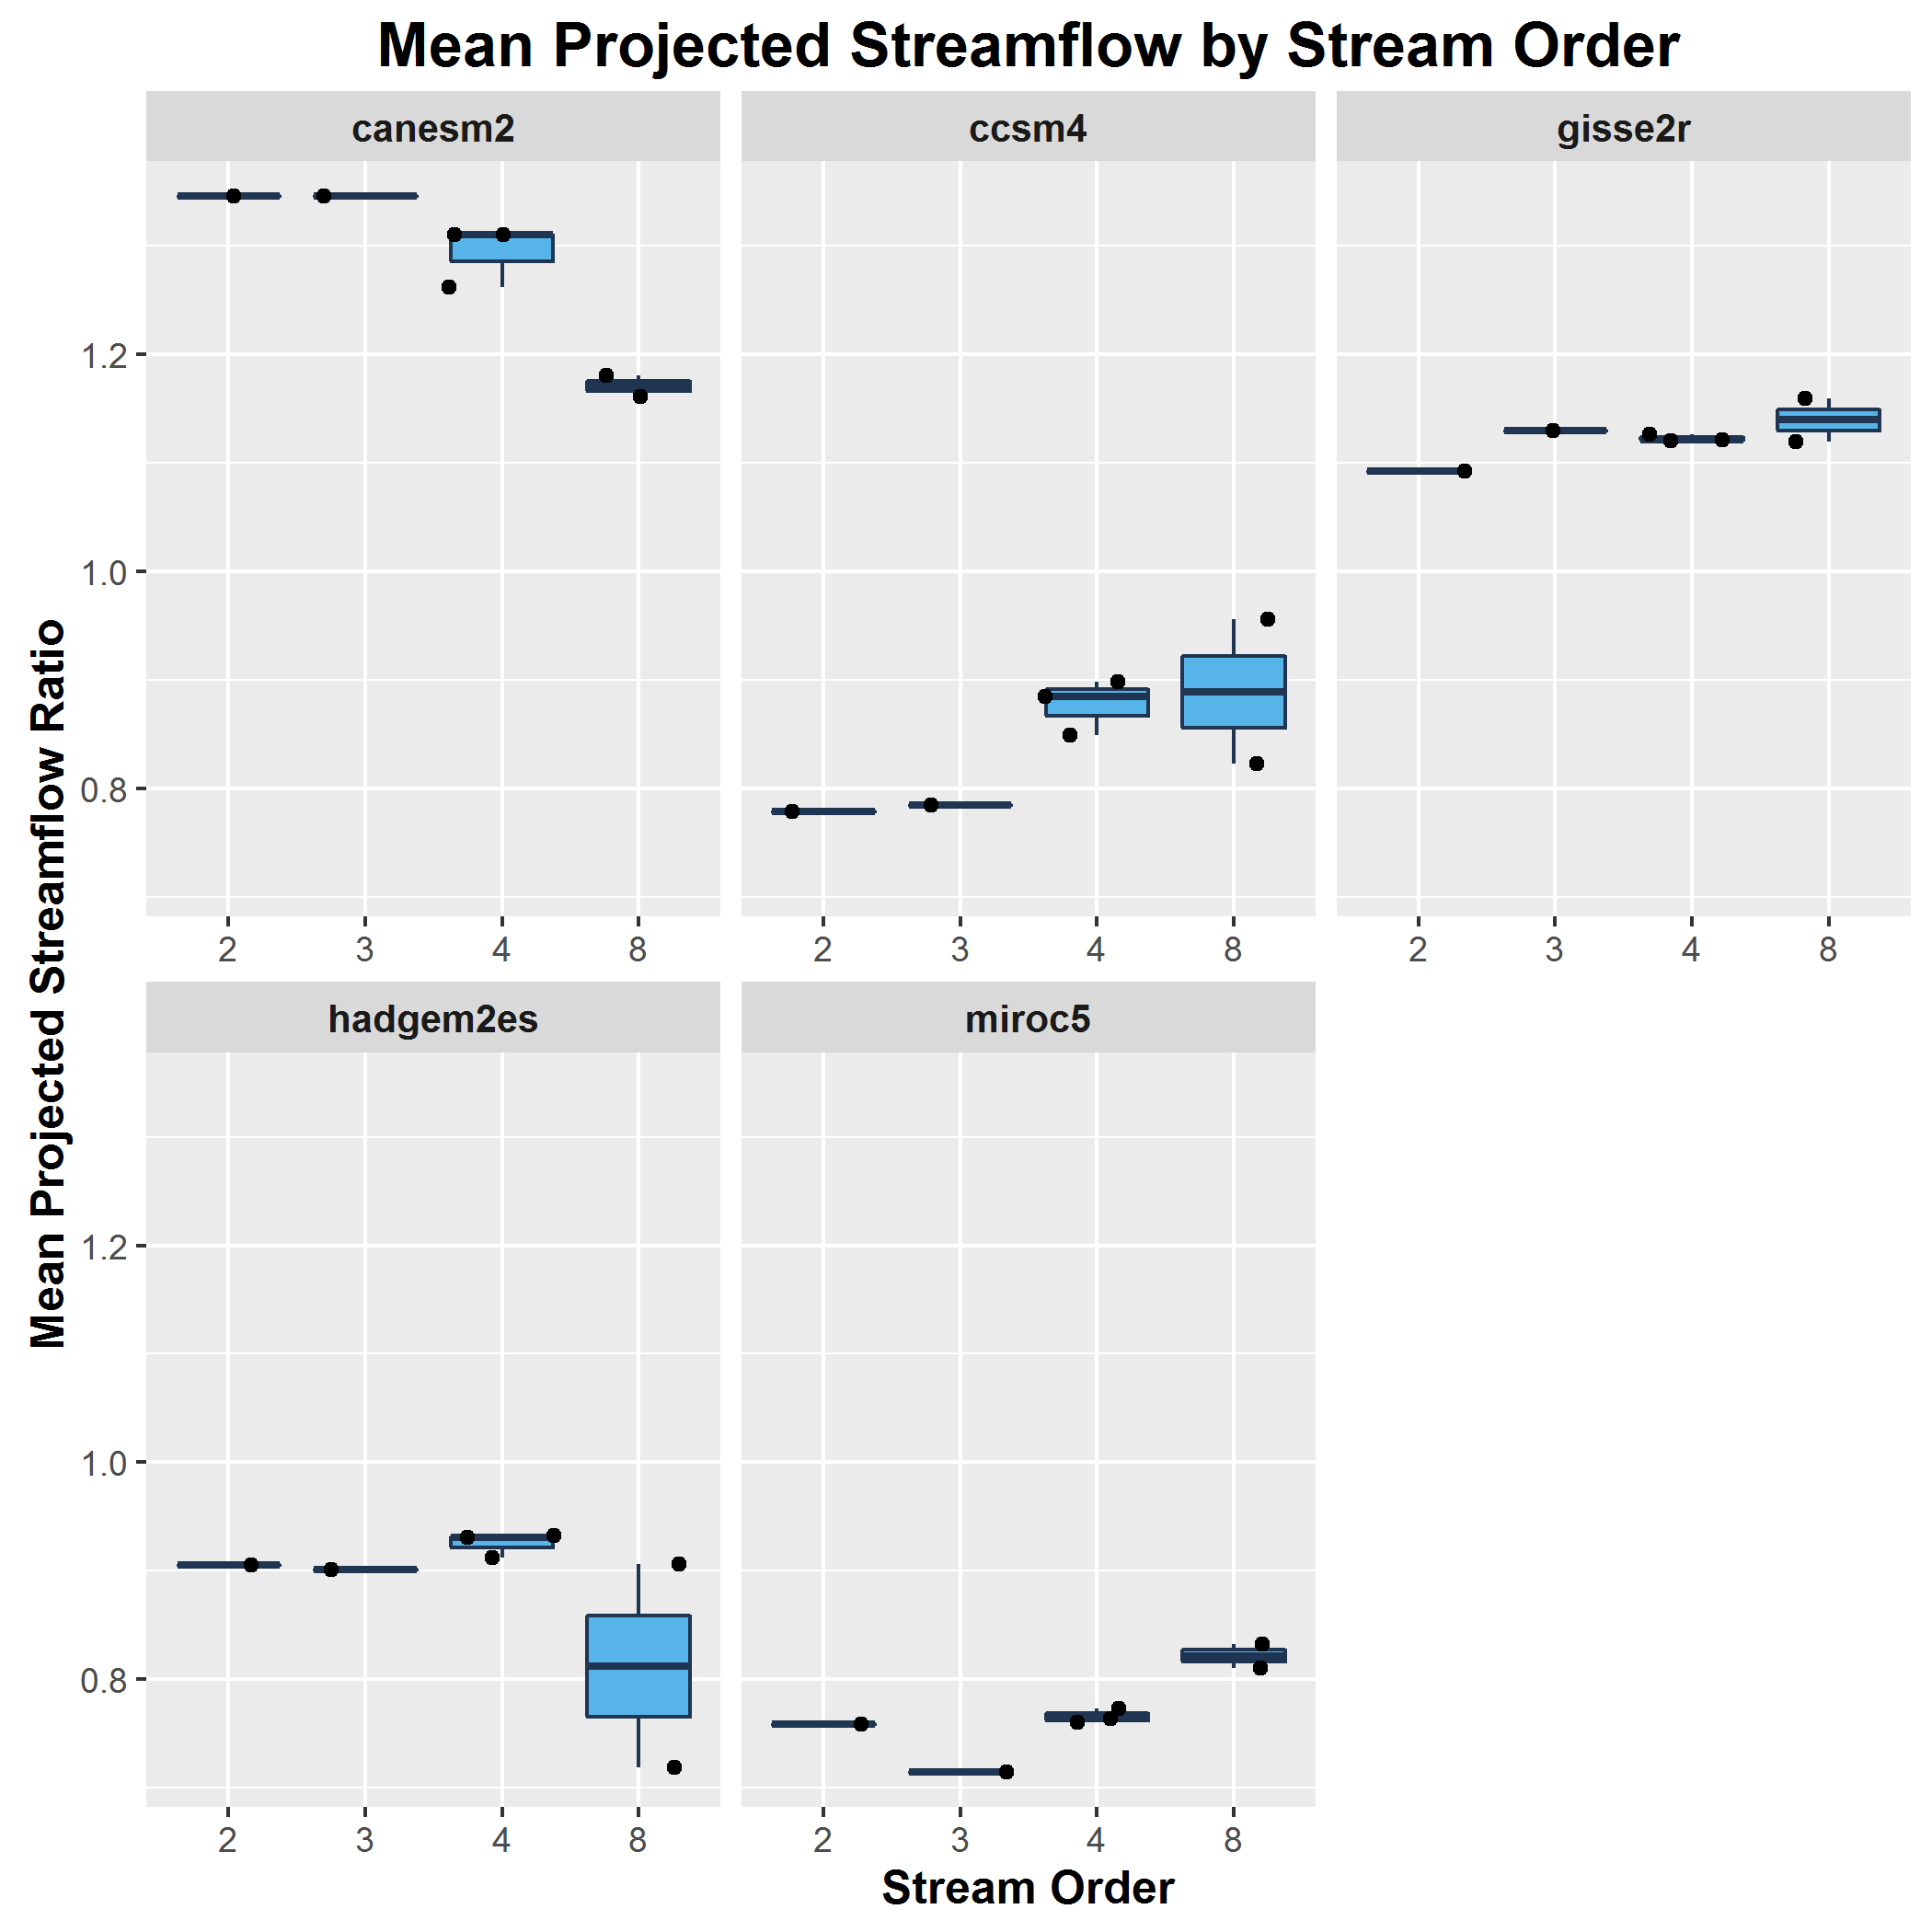 Mean Projected Streamflow by Stream Order
canesm2
ccsm4
gisse2r
Mean Projected Streamflow Ratio
1.2
1.0
0.8
2 3 4 8
2 3 4 8
2 3 4 8
hadgem2es
miroc5
1.2
1.0
0.8
2 3 4 8
2 3 4 8
Stream Order